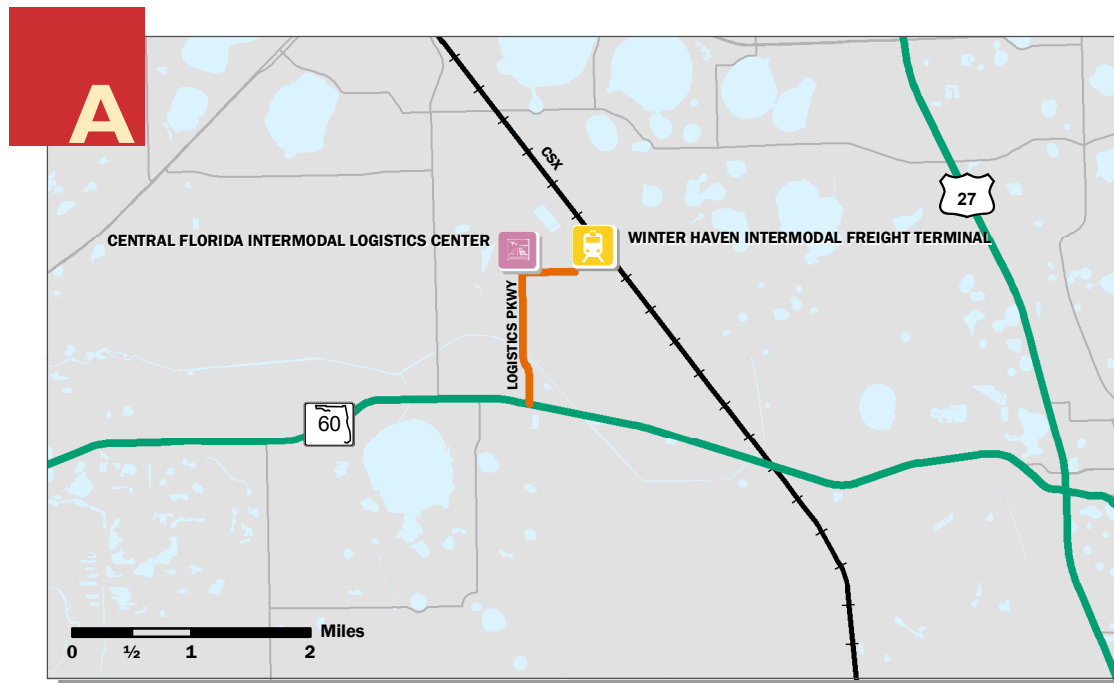 A
CSX
27
CENTRAL FLORIDA INTERMODAL LOGISTICS CENTER
WINTER HAVEN INTERMODAL FREIGHT TERMINAL
LOGISTICS PKWY
60
Miles
0 ½ 1 2